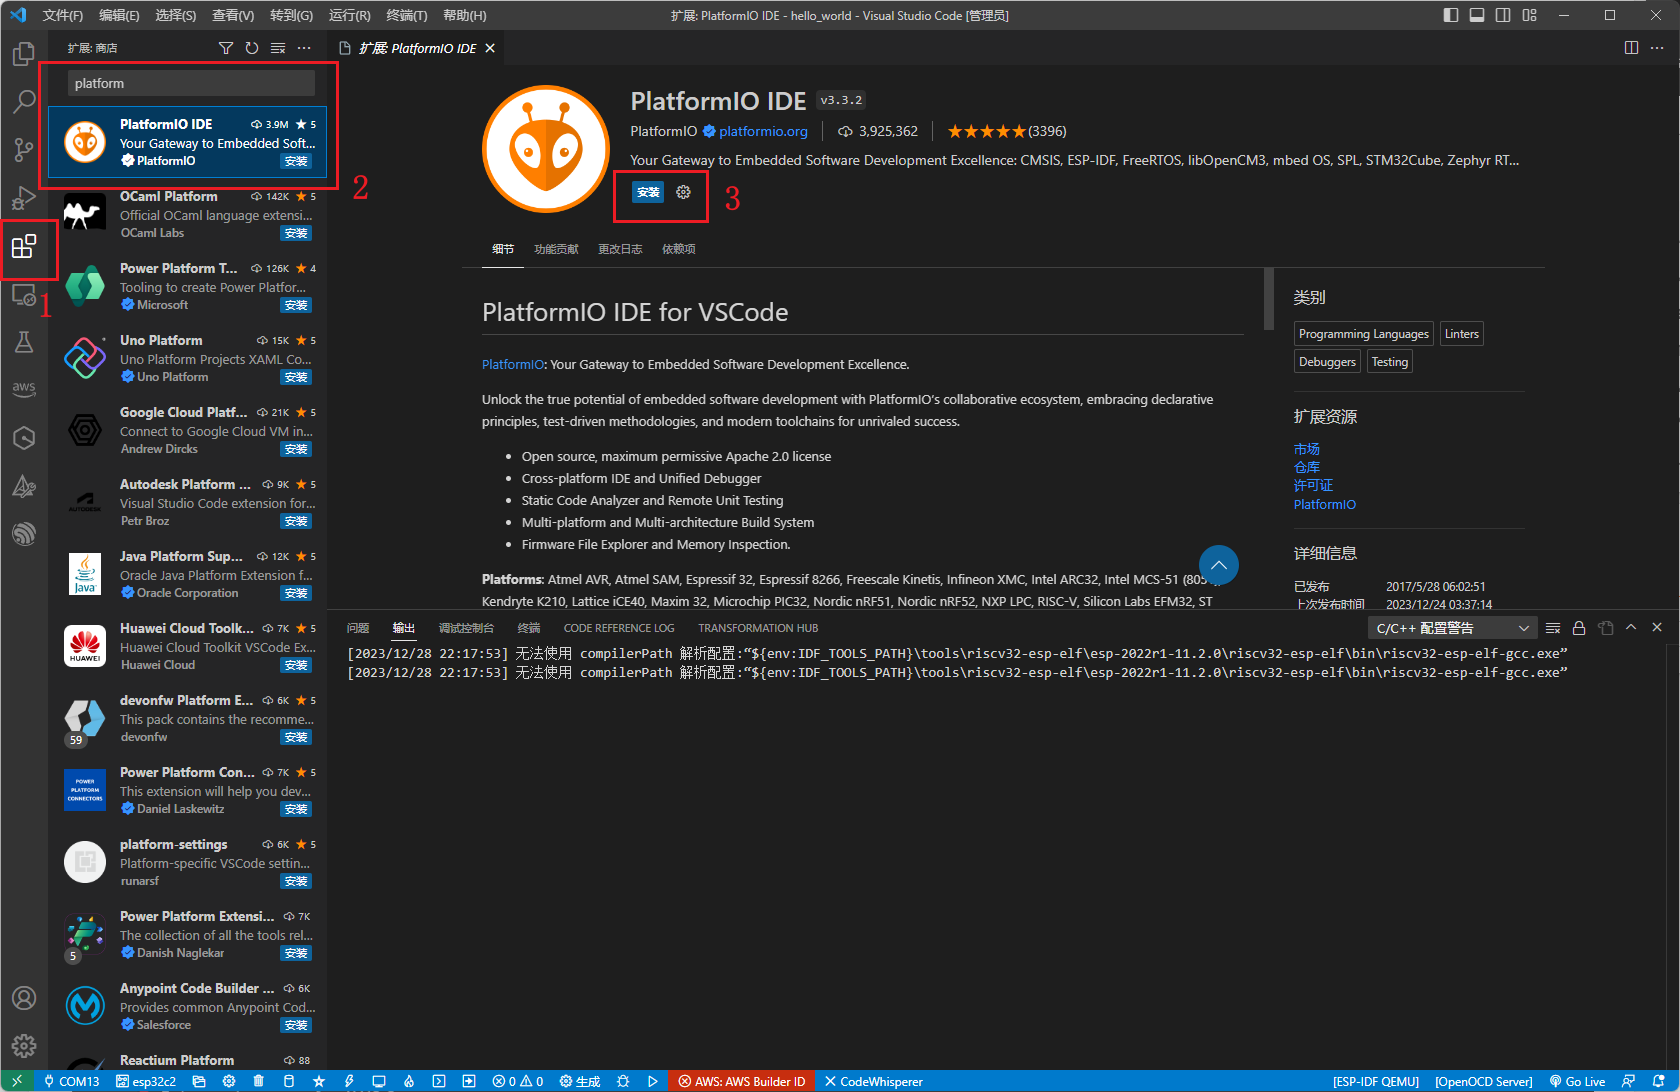 文件(F) 编辑(E) 选择(S) 查看(V) 转到(G) 运行(R) 终端(T) 帮助(H) 扩展: PlatformIO IDE - hello_world - Visual Studio Code [管理员]
扩展: 商店
platform
PlatformIO IDE 3.9M ★ 5
Your Gateway to Embedded Soft...
PlatformIO 安装
2
OCaml Platform 142K ★ 5
Official OCaml language extensi...
OCaml Labs 安装
Power Platform T... 126K ★ 4
Tooling to create Power Platfor...
Microsoft 安装
1
Uno Platform 15K ★ 5
Uno Platform Projects XAML Co...
Uno Platform 安装
aws
Google Cloud Platf... 21K ★ 5
Connect to Google Cloud VM in...
Andrew Dircks 安装
AUTODESK
Autodesk Platform ... 9K ★ 5
Visual Studio Code extension for...
Petr Broz 安装
Java
Java Platform Sup... 12K ★ 5
Oracle Java Platform Extension f...
Oracle Corporation 安装
HUAWEI
Huawei Cloud Toolk... 7K ★ 5
Huawei Cloud Toolkit VSCode Ex...
Huawei Cloud 安装
devonfw Platform E... 6K ★ 5
This pack contains the recomme...
59
devonfw 安装
POWER
PLATFORM
CONNECTORS
Power Platform Con... 7K ★ 5
This extension will help you dev...
Daniel Laskewitz 安装
platform-settings 6K ★ 5
Platform-specific VSCode settin...
runarsf 安装
Power Platform Extensi... 7K
The collection of all the tools rel...
5
Danish Naglekar 安装
Anypoint Code Builder ... 6K
Provides common Anypoint Cod...
Salesforce 安装
Reactium Platform 88
扩展: PlatformIO IDE
PlatformIO IDE v3.3.2
PlatformIO platformio.org 3,925,362 ★★★★★(3396)
Your Gateway to Embedded Software Development Excellence: CMSIS, ESP-IDF, FreeRTOS, libOpenCM3, mbed OS, SPL, STM32Cube, Zephyr RT...
安装 3
细节 功能贡献 更改日志 依赖项
PlatformIO IDE for VSCode
PlatformIO: Your Gateway to Embedded Software Development Excellence.
Unlock the true potential of embedded software development with PlatformIO's collaborative ecosystem, embracing declarative
principles, test-driven methodologies, and modern toolchains for unrivaled success.
• Open source, maximum permissive Apache 2.0 license
• Cross-platform IDE and Unified Debugger
• Static Code Analyzer and Remote Unit Testing
• Multi-platform and Multi-architecture Build System
• Firmware File Explorer and Memory Inspection.
Platforms: Atmel AVR, Atmel SAM, Espressif 32, Espressif 8266, Freescale Kinetis, Infineon XMC, Intel ARC32, Intel MCS-51 (805
Kendryte K210, Lattice iCE40, Maxim 32, Microchip PIC32, Nordic nRF51, Nordic nRF52, NXP LPC, RISC-V, Silicon Labs EFM32, ST
类别
Programming Languages Linters
Debuggers Testing
扩展资源
市场
仓库
许可证
PlatformIO
详细信息
已发布 2017/5/28 06:02:51
上次发布时间 2023/12/24 03:37:14
问题 输出 调试控制台 终端 CODE REFERENCE LOG TRANSFORMATION HUB C/C++ 配置警告
[2023/12/28 22:17:53] 无法使用 compilerPath 解析配置:“${env:IDF_TOOLS_PATH}\tools\riscv32-esp-elf\esp-2022r1-11.2.0\riscv32-esp-elf\bin\riscv32-esp-elf-gcc.exe”
[2023/12/28 22:17:53] 无法使用 compilerPath 解析配置:“${env:IDF_TOOLS_PATH}\tools\riscv32-esp-elf\esp-2022r1-11.2.0\riscv32-esp-elf\bin\riscv32-esp-elf-gcc.exe”
COM13 esp32c2 0 0 生成 AWS: AWS Builder ID CodeWhisperer [ESP-IDF QEMU] [OpenOCD Server] Go Live